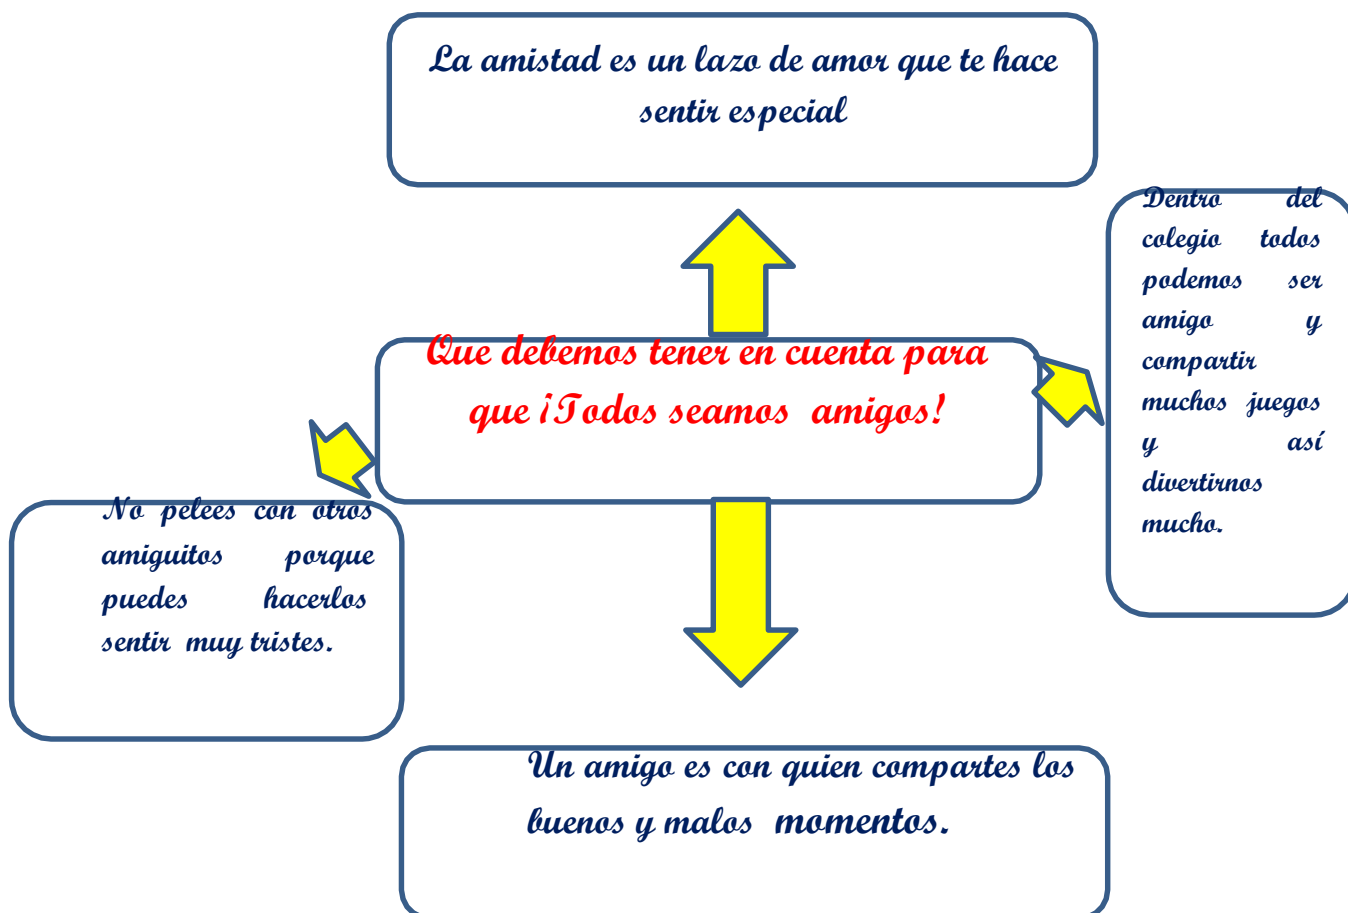 La amistad es un lazo de amor que te hace
sentir especial
Dentro del
colegio todos
podemos ser
amigo y
compartir
muchos juegos
y así
divertirnos
mucho.
Que debemos tener en cuenta para
que ¡Todos seamos amigos!
No pelees con otros
amiguitos porque
puedes hacerlos
sentir muy tristes.
Un amigo es con quien compartes los
buenos y malos momentos.